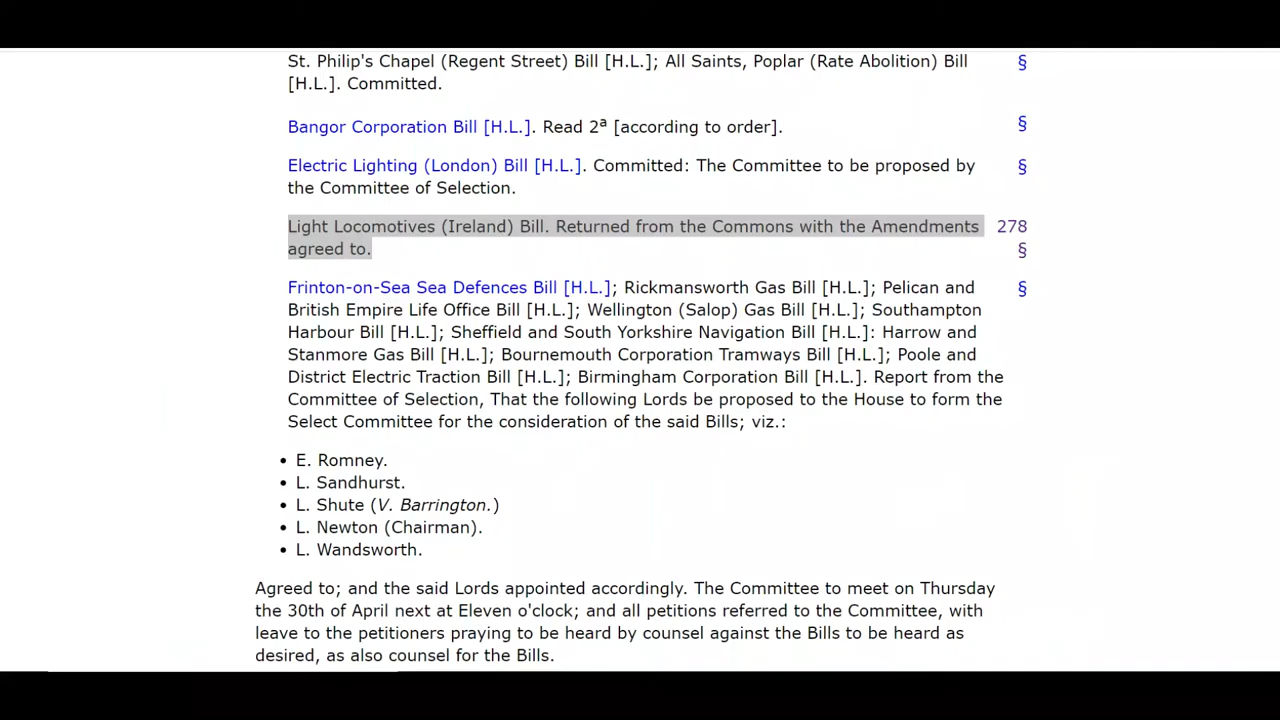 St. Philip's Chapel (Regent Street) Bill [H.L.]; All Saints, Poplar (Rate Abolition) Bill §
[H.L.]. Committed.
Bangor Corporation Bill [H.L.]. Read 2ª [according to order]. §
Electric Lighting (London) Bill [H.L.]. Committed: The Committee to be proposed by §
the Committee of Selection.
Light Locomotives (Ireland) Bill. Returned from the Commons with the Amendments 278
agreed to. §
Frinton-on-Sea Sea Defences Bill [H.L.]; Rickmansworth Gas Bill [H.L.]; Pelican and §
British Empire Life Office Bill [H.L.]; Wellington (Salop) Gas Bill [H.L.]; Southampton
Harbour Bill [H.L.]; Sheffield and South Yorkshire Navigation Bill [H.L.]: Harrow and
Stanmore Gas Bill [H.L.]; Bournemouth Corporation Tramways Bill [H.L.]; Poole and
District Electric Traction Bill [H.L.]; Birmingham Corporation Bill [H.L.]. Report from the
Committee of Selection, That the following Lords be proposed to the House to form the
Select Committee for the consideration of the said Bills; viz.:
• E. Romney.
• L. Sandhurst.
• L. Shute (V. Barrington.)
• L. Newton (Chairman).
• L. Wandsworth.
Agreed to; and the said Lords appointed accordingly. The Committee to meet on Thursday
the 30th of April next at Eleven o'clock; and all petitions referred to the Committee, with
leave to the petitioners praying to be heard by counsel against the Bills to be heard as
desired, as also counsel for the Bills.